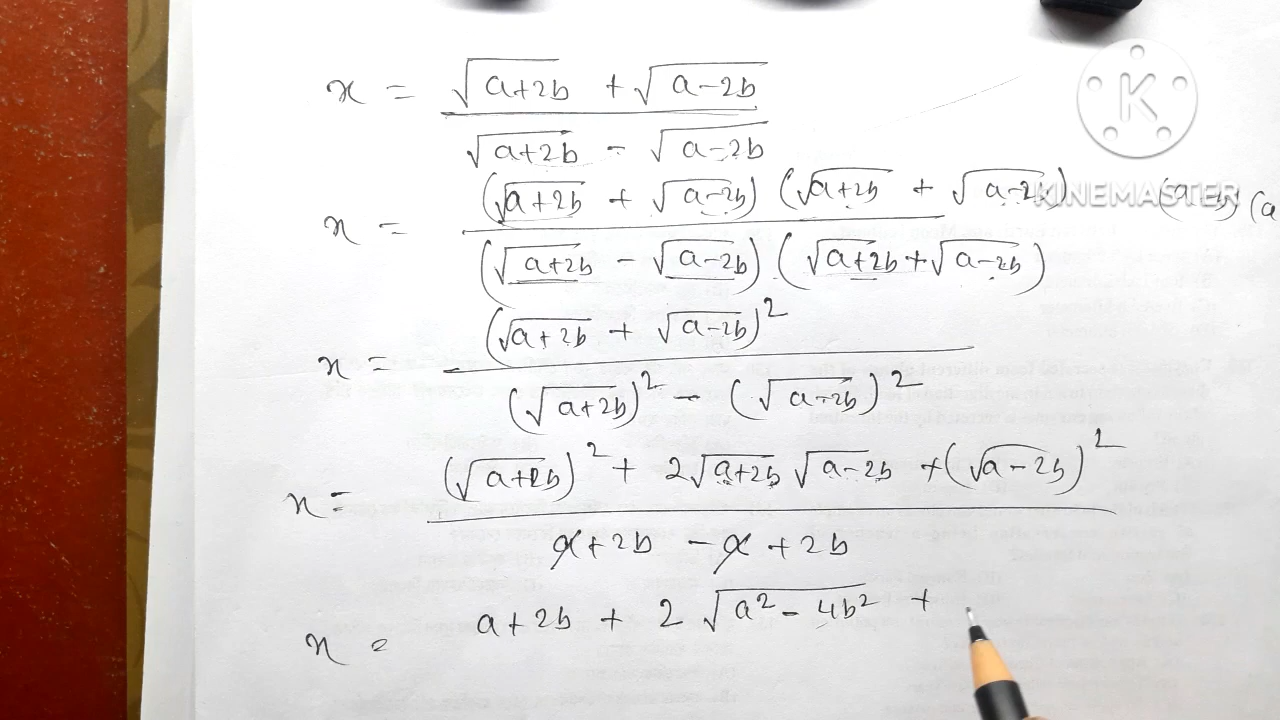 x = √(a+2b) + √(a-2b)
√(a+2b) - √(a-2b)
x = (√(a+2b) + √(a-2b)) (√(a+2b) + √(a-2b))
(√(a+2b) - √(a-2b)) (√(a+2b) + √(a-2b))
x = (√(a+2b) + √(a-2b))²
(√(a+2b))² - (√(a-2b))²
x = (√(a+2b))² + 2√(a+2b) √(a-2b) + (√(a-2b))²
a+2b - a + 2b
x = a+2b + 2 √(a² - 4b²) +
K
KINEMASTER